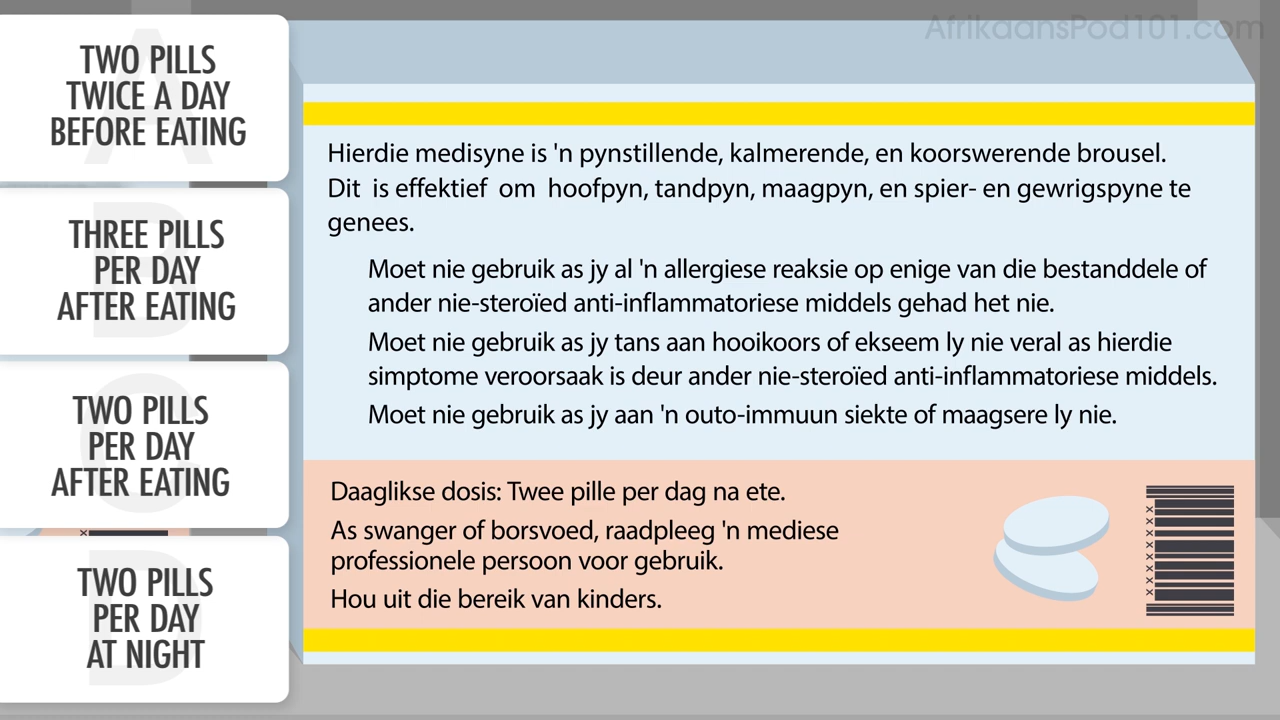 AfrikaansPod101.com
TWO PILLS
TWICE A DAY
BEFORE EATING
THREE PILLS
PER DAY
AFTER EATING
TWO PILLS
PER DAY
AFTER EATING
TWO PILLS
PER DAY
AT NIGHT
Hierdie medisyne is 'n pynstillende, kalmerende, en koorswerende brousel.
Dit is effektief om hoofpyn, tandpyn, maagpyn, en spier- en gewrigspyne te
genees.
Moet nie gebruik as jy al 'n allergiese reaksie op enige van die bestanddele of
ander nie-steroïed anti-inflammatoriese middels gehad het nie.
Moet nie gebruik as jy tans aan hooikoors of ekseem ly nie veral as hierdie
simptome veroorsaak is deur ander nie-steroïed anti-inflammatoriese middels.
Moet nie gebruik as jy aan 'n outo-immuun siekte of maagsere ly nie.
Daaglikse dosis: Twee pille per dag na ete.
As swanger of borsvoed, raadpleeg 'n mediese
professionele persoon voor gebruik.
Hou uit die bereik van kinders.